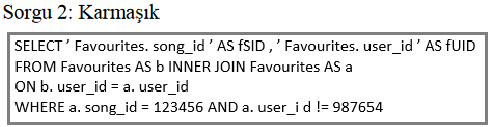 Sorgu 2: Karmaşık
SELECT ’ Favourites. song_id ’ AS fSID , ’ Favourites. user_id ’ AS fUID
FROM Favourites AS b INNER JOIN Favourites AS a
ON b. user_id = a. user_id
WHERE a. song_id = 123456 AND a. user_i d != 987654